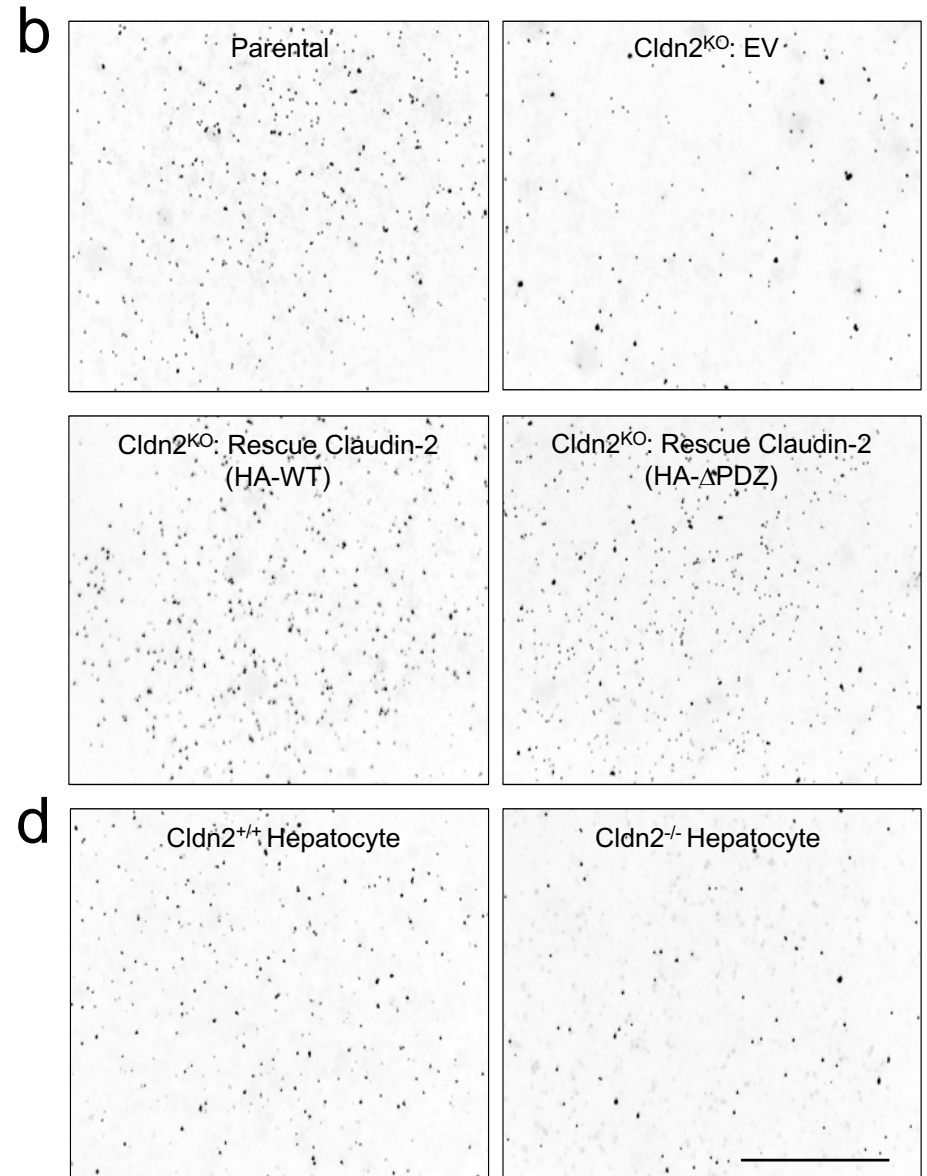 b
Parental
Cldn2ᴷᴼ: EV
Cldn2ᴷᴼ: Rescue Claudin-2
(HA-WT)
Cldn2ᴷᴼ: Rescue Claudin-2
(HA-ΔPDZ)
d
Cldn2⁺/⁺ Hepatocyte
Cldn2⁻/⁻ Hepatocyte